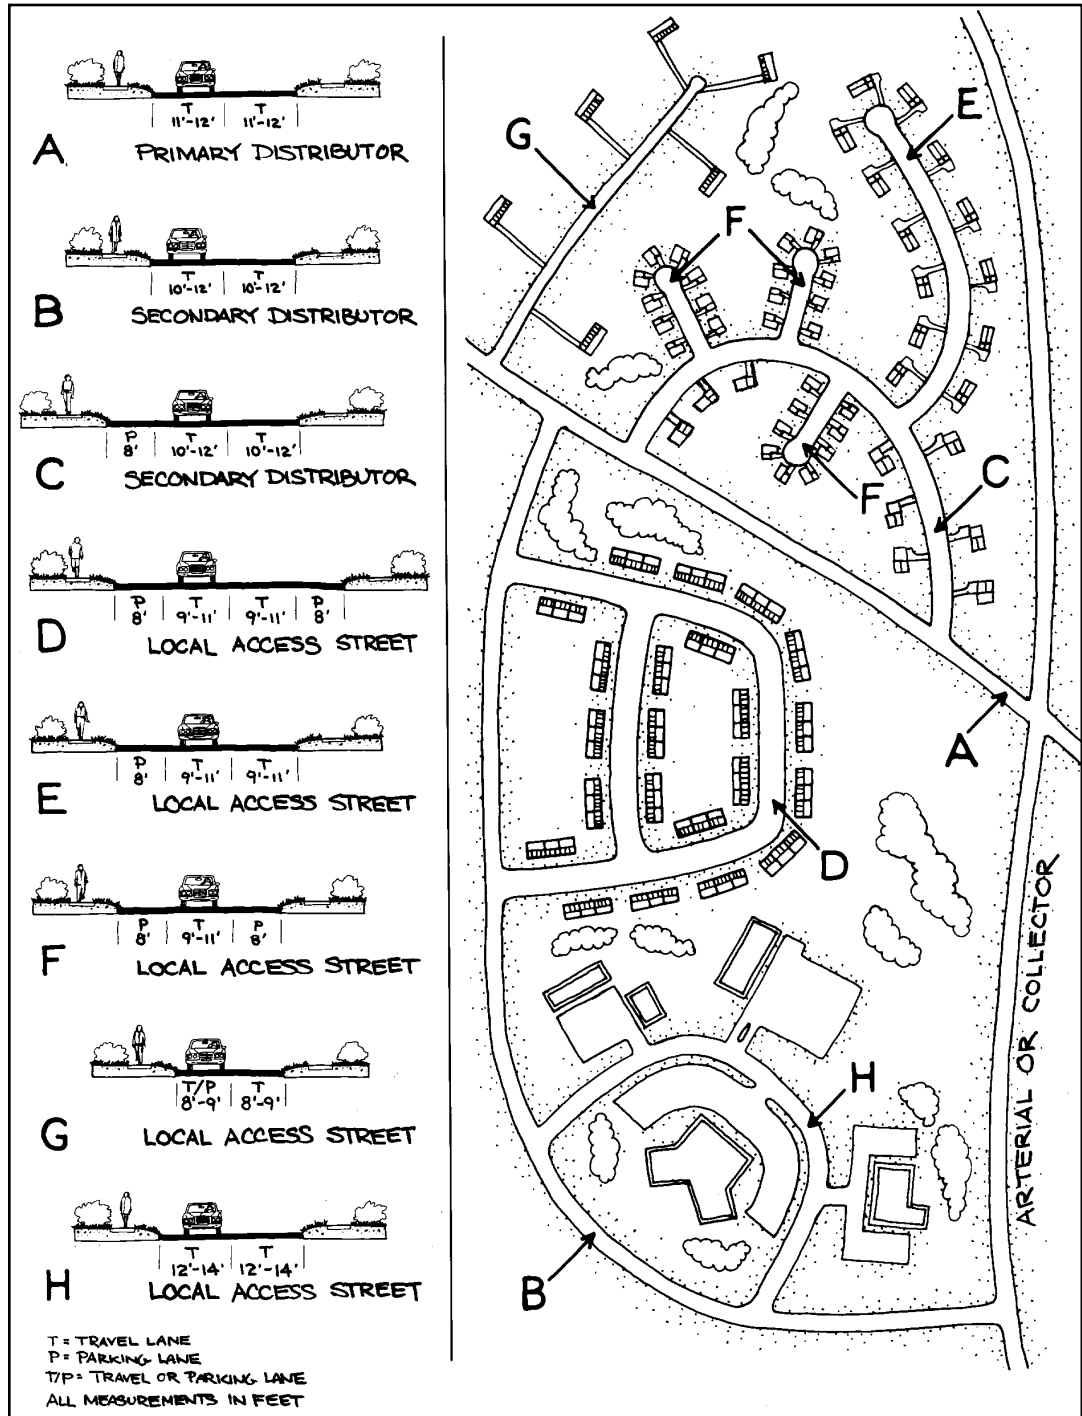 T T
11'-12' 11'-12'
A PRIMARY DISTRIBUTOR
T T
10'-12' 10'-12'
B SECONDARY DISTRIBUTOR
P T T
8' 10'-12' 10'-12'
C SECONDARY DISTRIBUTOR
P T T P
8' 9'-11' 9'-11' 8'
D LOCAL ACCESS STREET
P T T
8' 9'-11' 9'-11'
E LOCAL ACCESS STREET
P T P
8' 9'-11' 8'
F LOCAL ACCESS STREET
T/P T
8'-9' 8'-9'
G LOCAL ACCESS STREET
T T
12'-14' 12'-14'
H LOCAL ACCESS STREET
T = TRAVEL LANE
P = PARKING LANE
T/P = TRAVEL OR PARKING LANE
ALL MEASUREMENTS IN FEET
E
G
F
C
F
A
D
H
B
ARTERIAL OR COLLECTOR